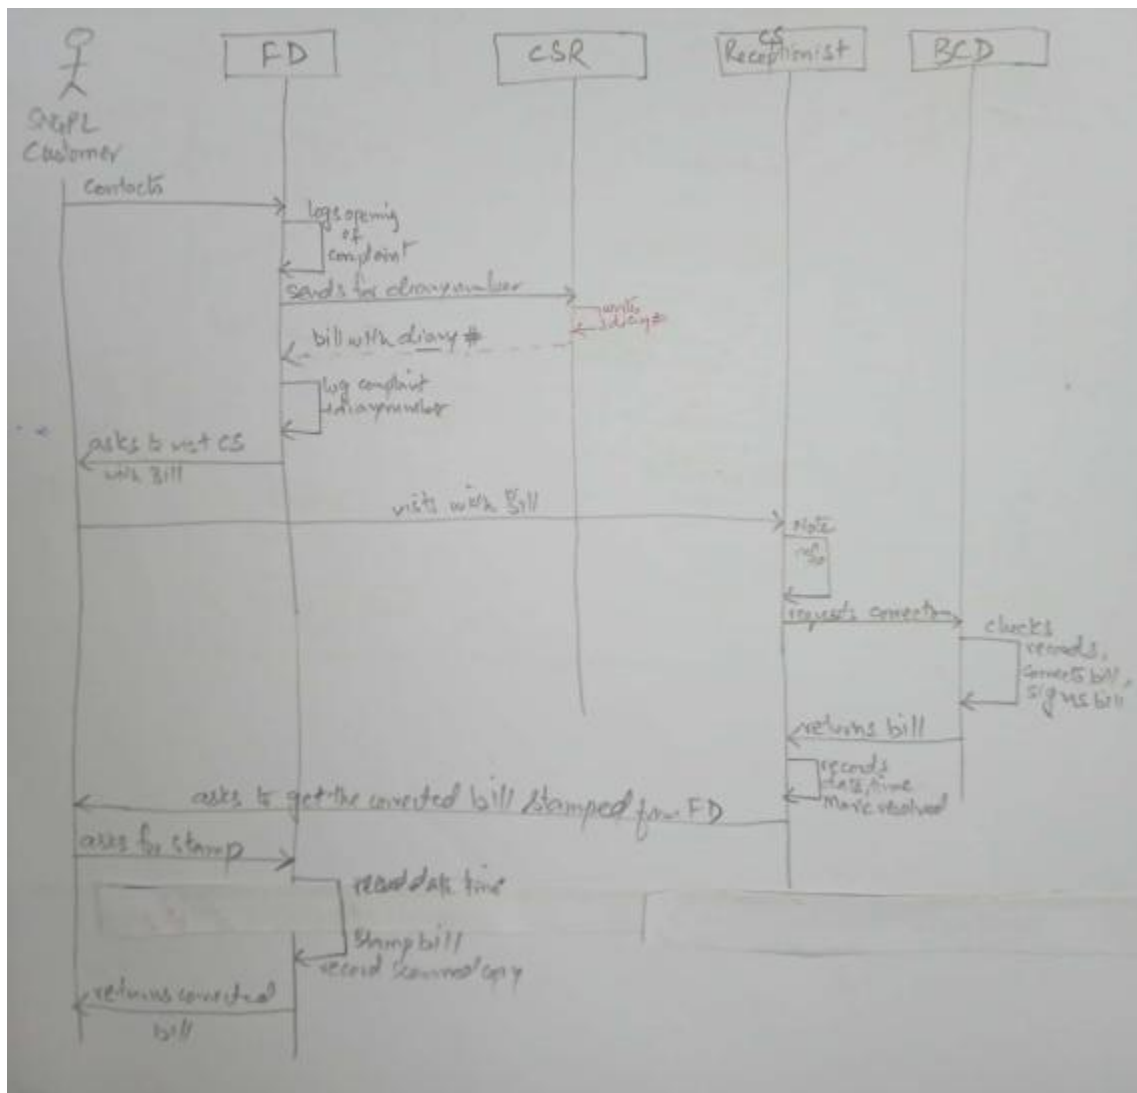 FD
CSR
CS
Receptionist
BCD
SNGPL
Customer
contacts
logs opening
of
complaint
sends for diary number
write
diary #
bill with diary #
log complaint
diary number
asks to visit CS
with Bill
visits with Bill
Note
requests correction
checks
records,
corrects bill,
signs bill
returns bill
records
date, time
mark resolved
asks to get the corrected bill stamped from FD
asks for stamp
record date time
stamp bill
record scanned copy
returns corrected
bill